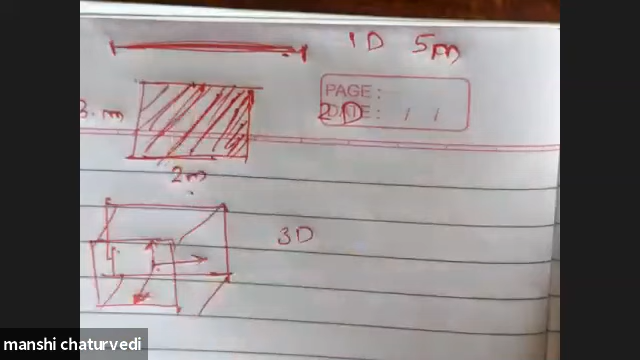 1D 5m
PAGE:
3. m
2D
DATE: / /
2m
3D
manshi chaturvedi